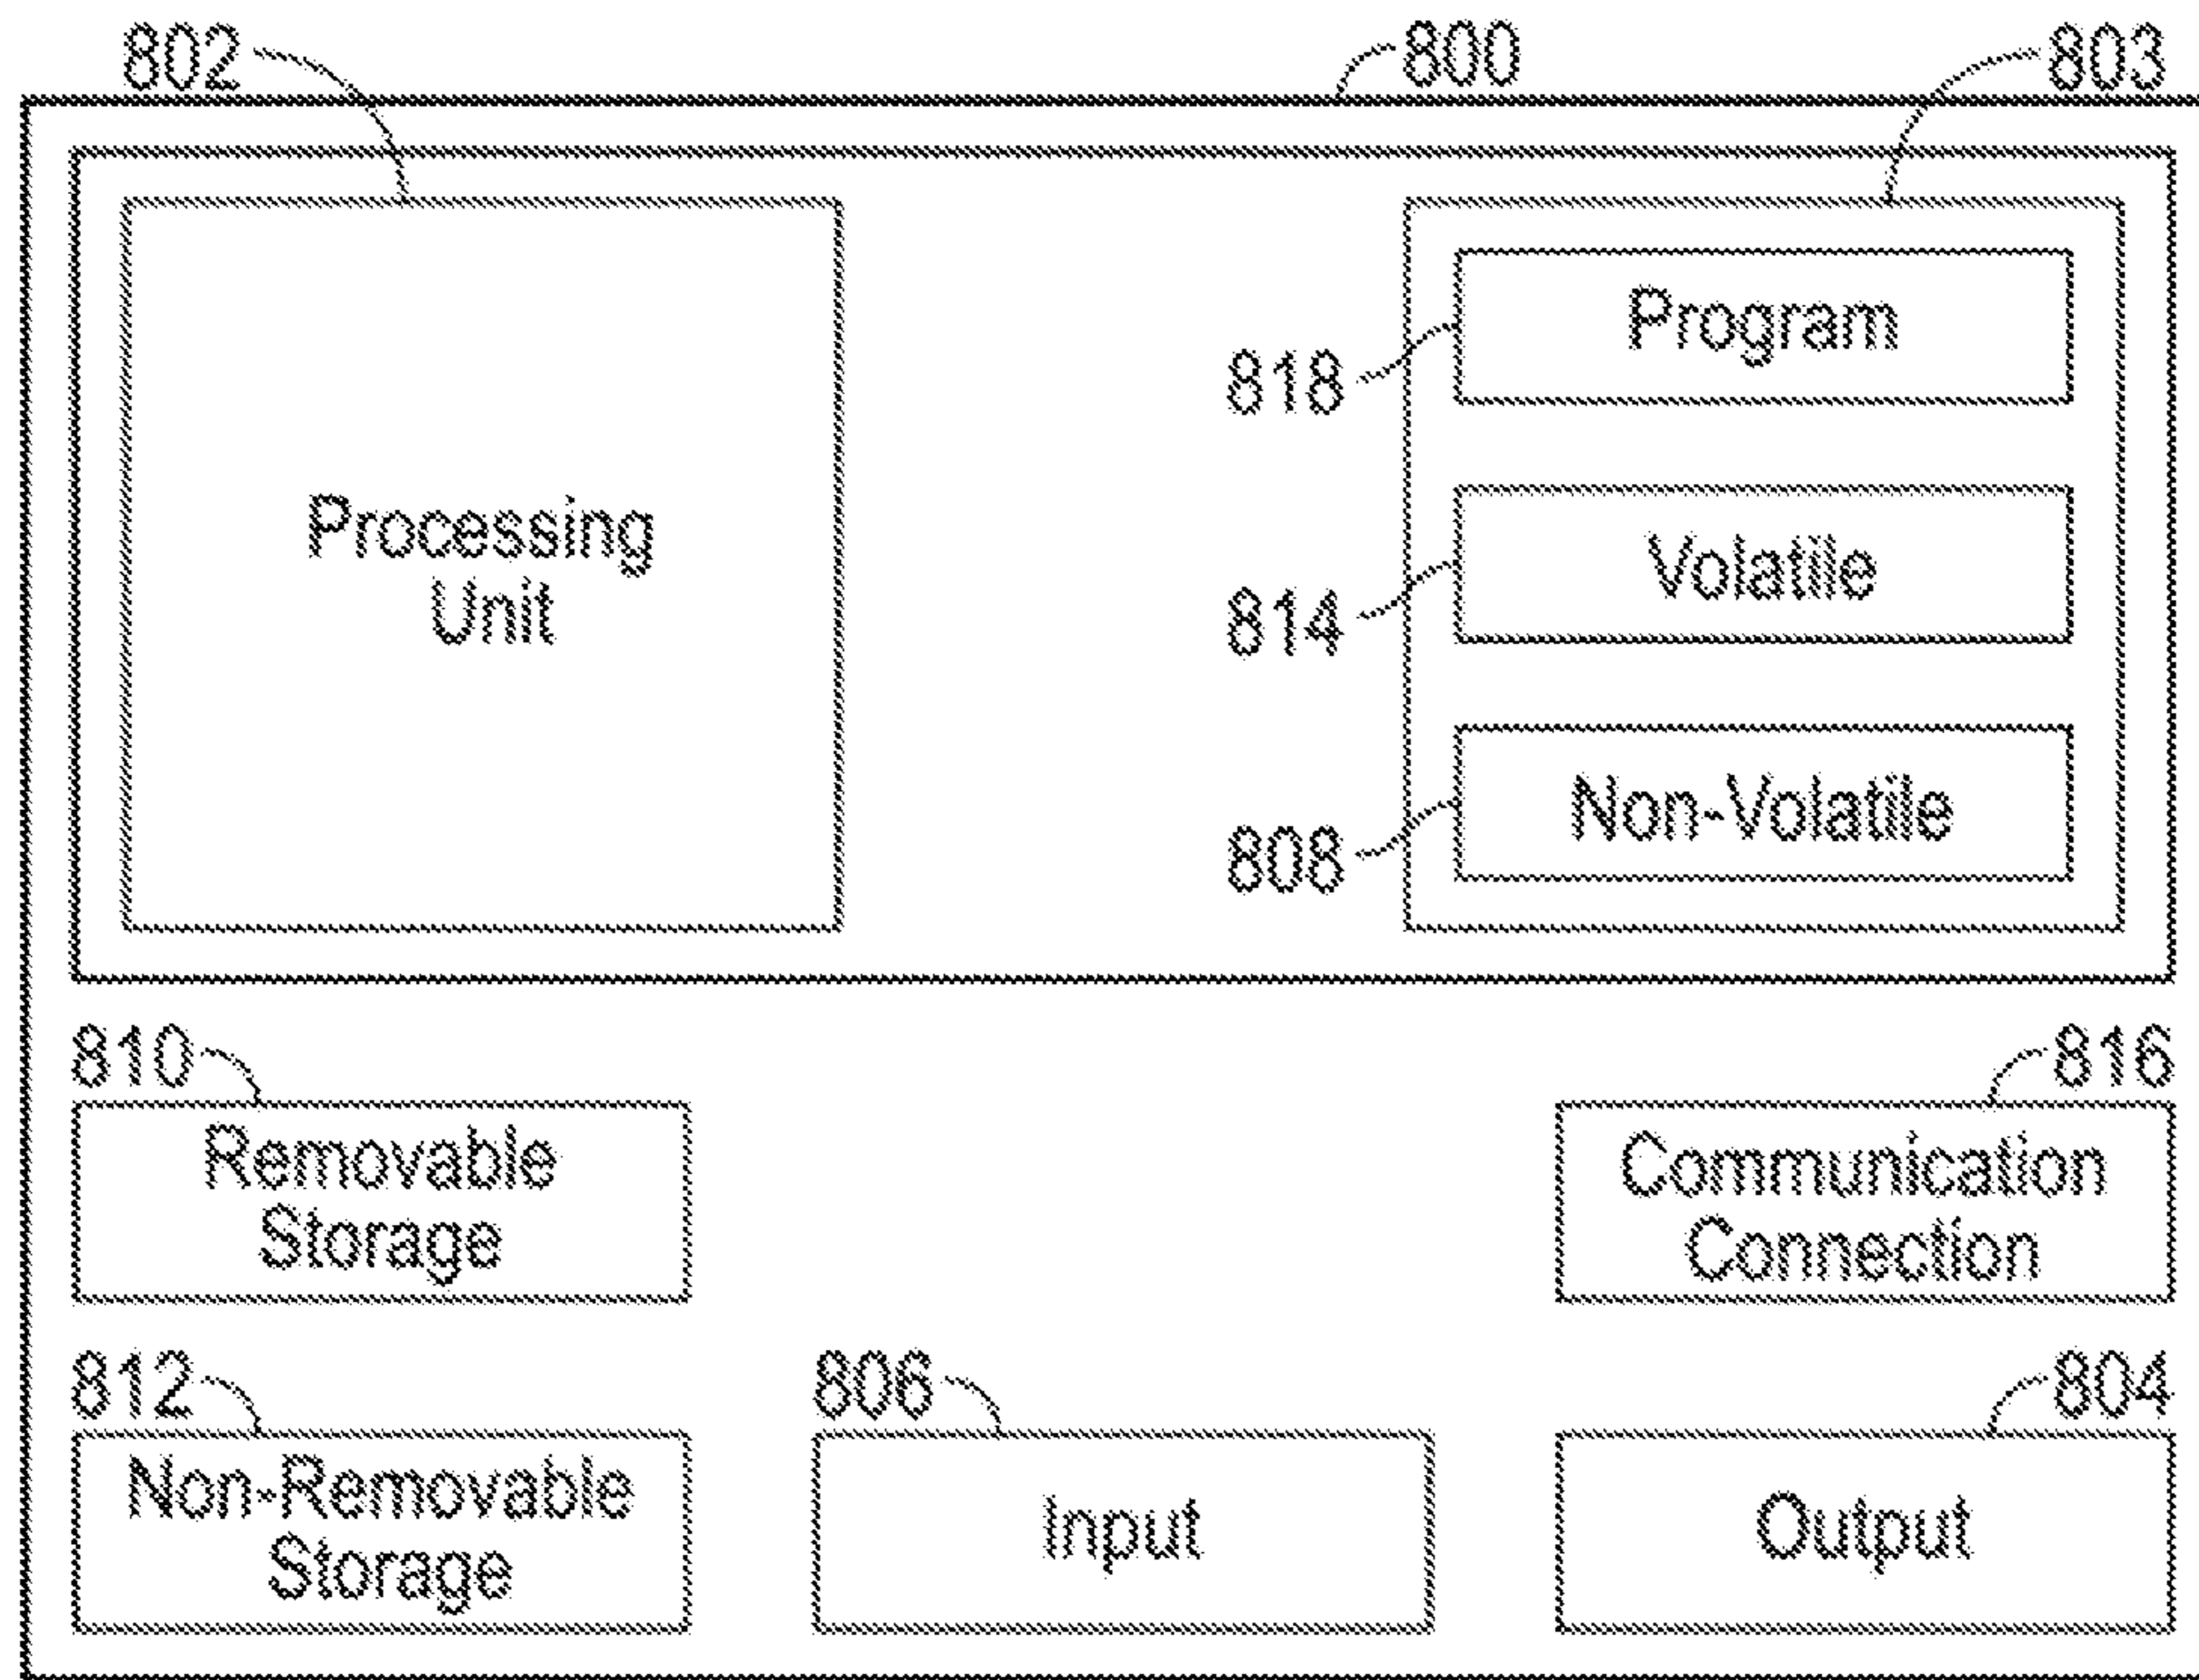 802
800
803
Processing
Unit
818
Program
814
Volatile
808
Non-Volatile
810
Removable
Storage
816
Communication
Connection
812
Non-Removable
Storage
806
Input
804
Output